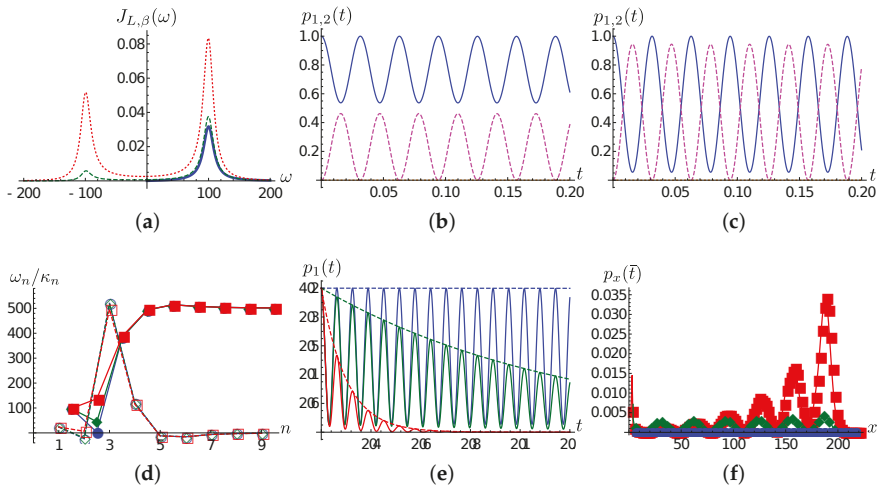 J_{L,β}(ω)
0.08
0.06
0.04
0.02
- 200
-100
100
200
ω
(a)
p_{1,2}(t)
1.0
0.8
0.6
0.4
0.2
0.05
0.10
0.15
0.20
t
(b)
p_{1,2}(t)
1.0
0.8
0.6
0.4
0.2
0.05
0.10
0.15
0.20
t
(c)
ω_n/κ_n
500
400
300
200
100
1
3
5
7
9
n
(d)
p_1(t)
t
(e)
p_x(t̄)
0.035
0.030
0.025
0.020
0.015
0.010
0.005
50
100
150
200
x
(f)